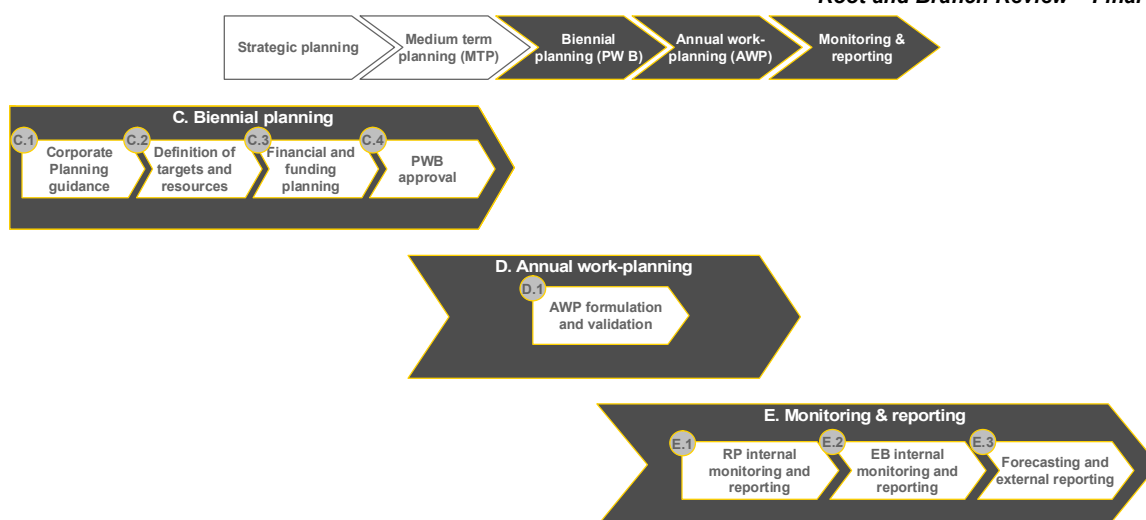 Root and Branch Review – Final
Strategic planning
Medium term
planning (MTP)
Biennial
planning (PW B)
Annual work-
planning (AWP)
Monitoring &
reporting
C. Biennial planning
C.1
Corporate
Planning
guidance
C.2
Definition of
targets and
resources
C.3
Financial and
funding
planning
C.4
PWB
approval
D. Annual work-planning
D.1
AWP formulation
and validation
E. Monitoring & reporting
E.1
RP internal
monitoring and
reporting
E.2
EB internal
monitoring and
reporting
E.3
Forecasting and
external reporting